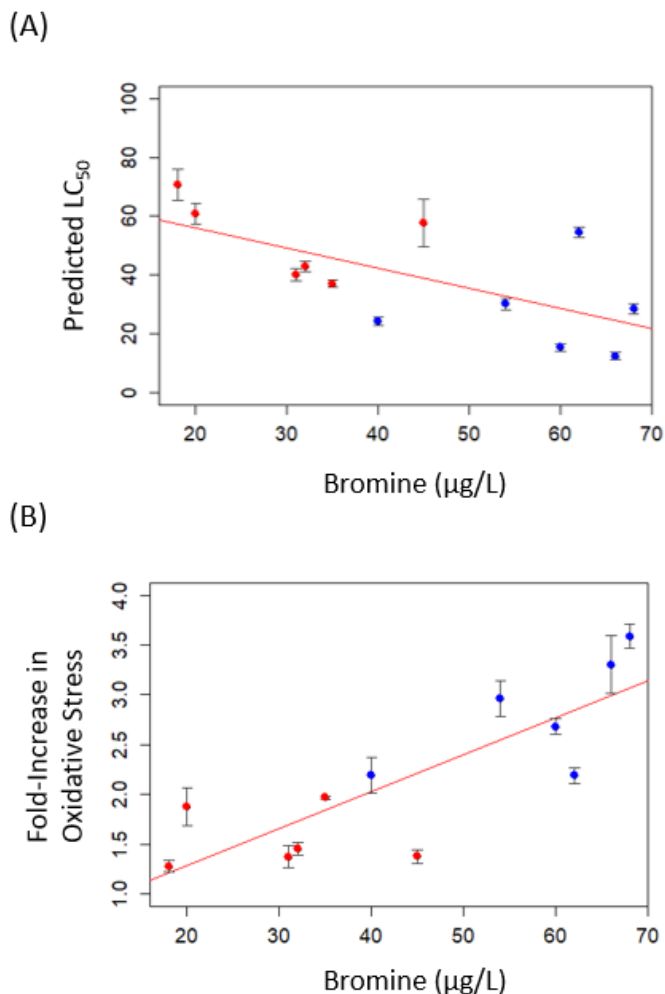 (A)
100
80
60
40
20
0
Predicted LC₅₀
20 30 40 50 60 70
Bromine (µg/L)
(B)
4.0
3.5
3.0
2.5
2.0
1.5
1.0
Fold-Increase in
Oxidative Stress
20 30 40 50 60 70
Bromine (µg/L)